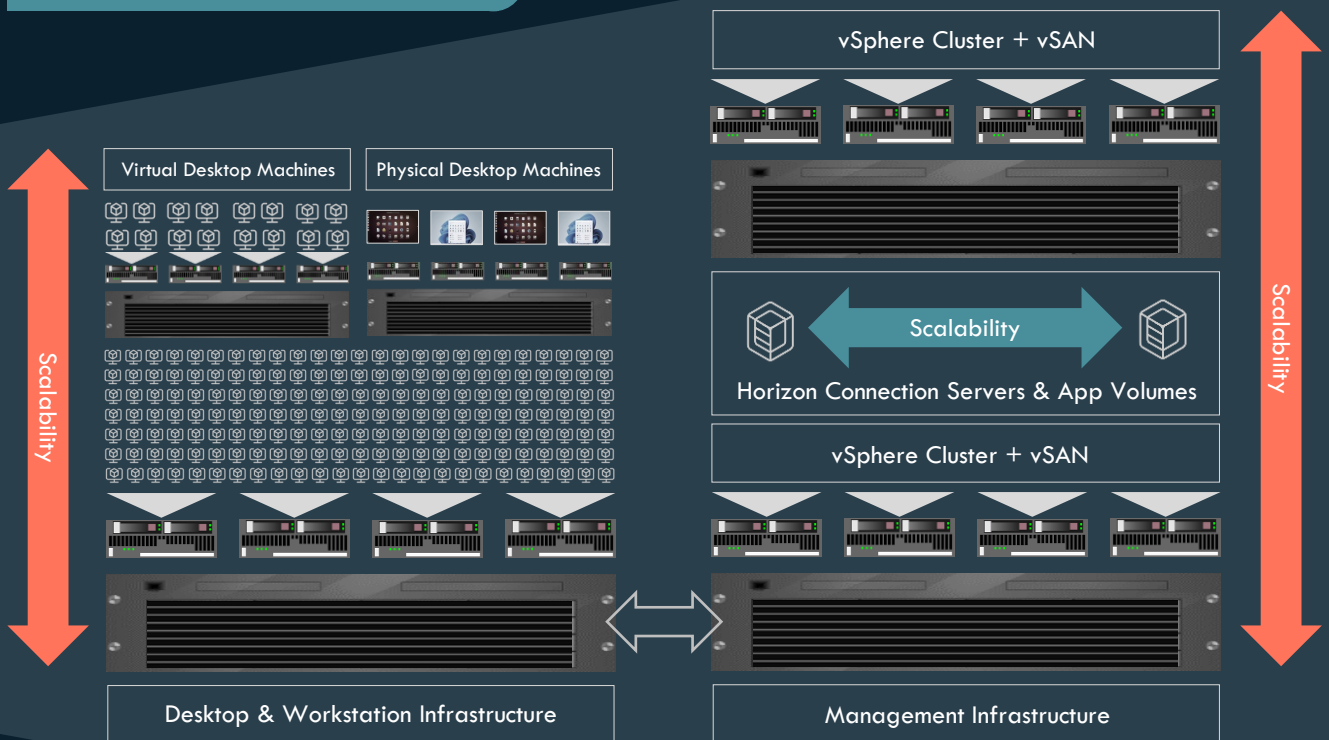 vSphere Cluster + vSAN
Virtual Desktop Machines
Physical Desktop Machines
Scalability
Scalability
Horizon Connection Servers & App Volumes
vSphere Cluster + vSAN
Scalability
Desktop & Workstation Infrastructure
Management Infrastructure